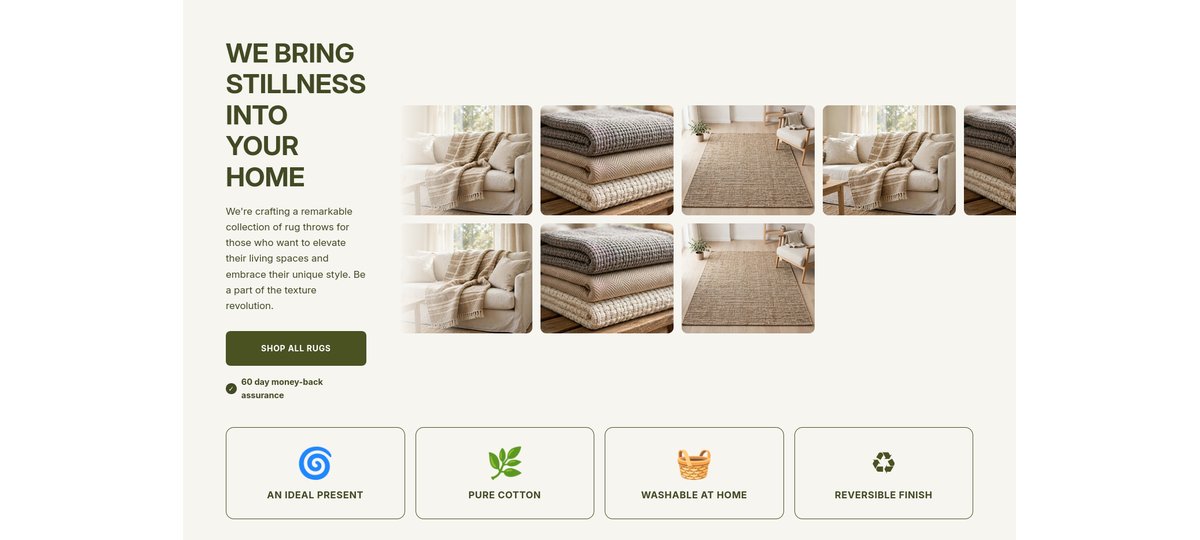 WE BRING
STILLNESS
INTO
YOUR
HOME
We're crafting a remarkable
collection of rug throws for
those who want to elevate
their living spaces and
embrace their unique style. Be
a part of the texture
revolution.
SHOP ALL RUGS
60 day money-back
assurance
AN IDEAL PRESENT
PURE COTTON
WASHABLE AT HOME
REVERSIBLE FINISH